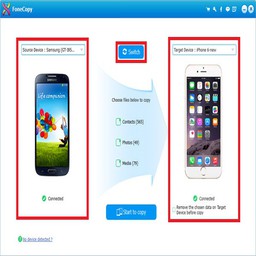 FoneCopy
Source Device : Samsung (GT I95...
Switch
Target Device : iPhone 6 new
Life companion
Choose files below to copy
Contacts (565)
Photos (49)
Media (79)
Connected
Connected
Remove the chosen data on Target
Device before copy
Start to copy
No device detected ?